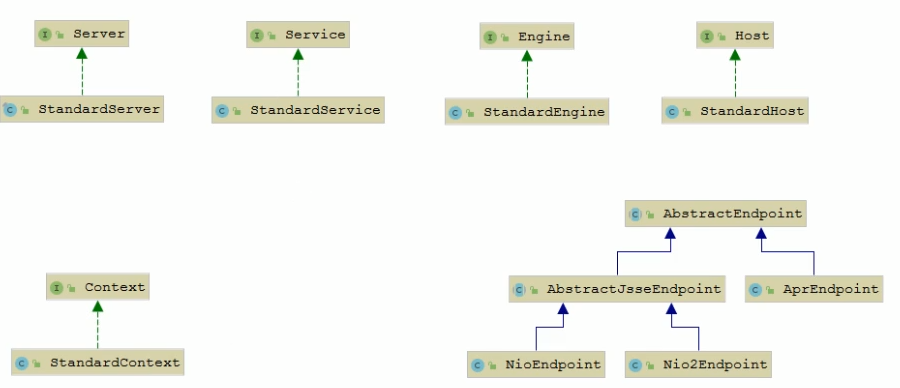 Server
Service
Engine
Host
StandardServer
StandardService
StandardEngine
StandardHost
AbstractEndpoint
Context
AbstractJsseEndpoint
AprEndpoint
StandardContext
NioEndpoint
Nio2Endpoint